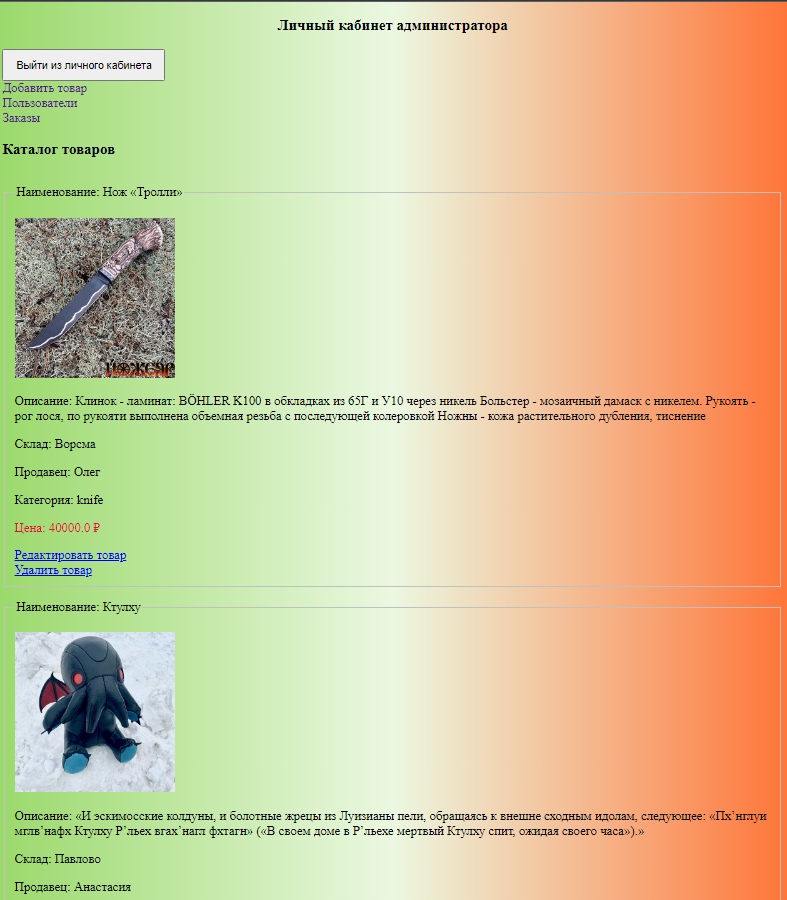 Личный кабинет администратора
Выйти из личного кабинета
Добавить товар
Пользователи
Заказы
Каталог товаров
Наименование: Нож «Тролли»
Описание: Клинок - ламинат: BÖHLER K100 в обкладках из 65Г и У10 через никель Больстер - мозаичный дамаск с никелем. Рукоять -
рог лося, по рукояти выполнена объемная резьба с последующей колеровкой Ножны - кожа растительного дубления, тиснение
Склад: Ворсма
Продавец: Олег
Категория: knife
Цена: 40000.0 ₽
Редактировать товар
Удалить товар
Наименование: Ктулху
Описание: «И эскимосские колдуны, и болотные жрецы из Луизианы пели, обращаясь к внешне сходным идолам, следующее: «Пх’нглуи
мглв’нафх Ктулху Р’льех вгах’нагл фхтагн» («В своем доме в Р’льехе мертвый Ктулху спит, ожидая своего часа»).»
Склад: Павлово
Продавец: Анастасия